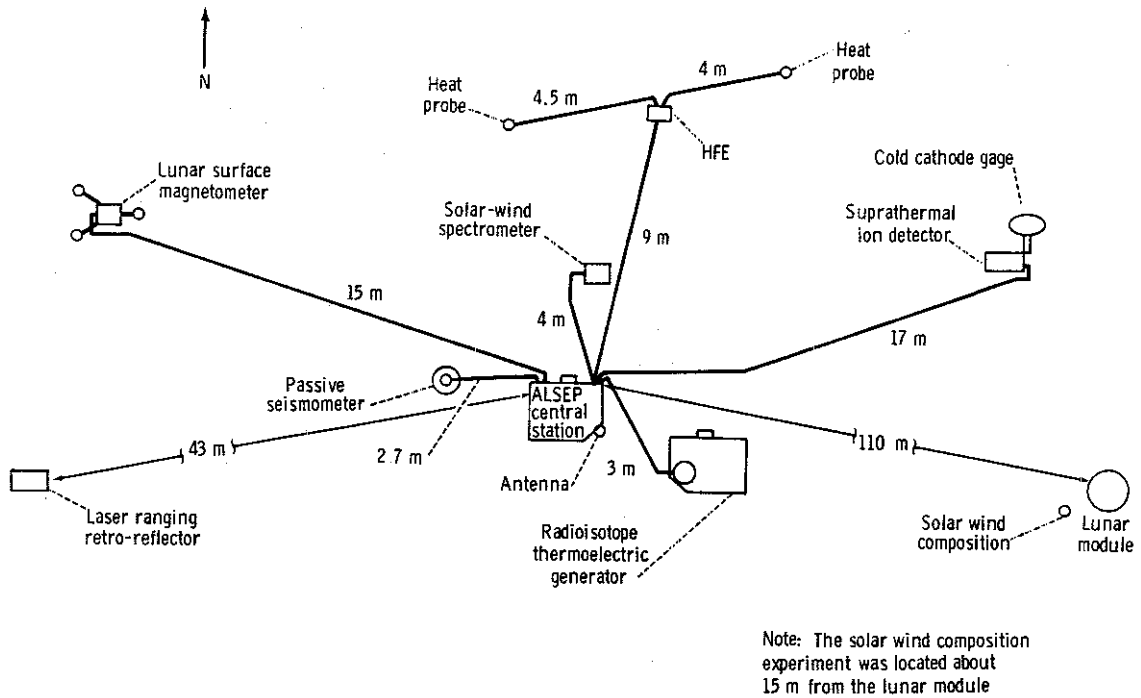 N
Heat
probe
4 m
Heat
probe
4.5 m
HFE
Lunar surface
magnetometer
Cold cathode gage
Suprathermal
ion detector
Solar-wind
spectrometer
9 m
15 m
4 m
17 m
Passive
seismometer
ALSEP
central
station
43 m
2.7 m
Antenna
3 m
110 m
Laser ranging
retro-reflector
Radioisotope
thermoelectric
generator
Solar wind
composition
Lunar
module
Note: The solar wind composition
experiment was located about
15 m from the lunar module